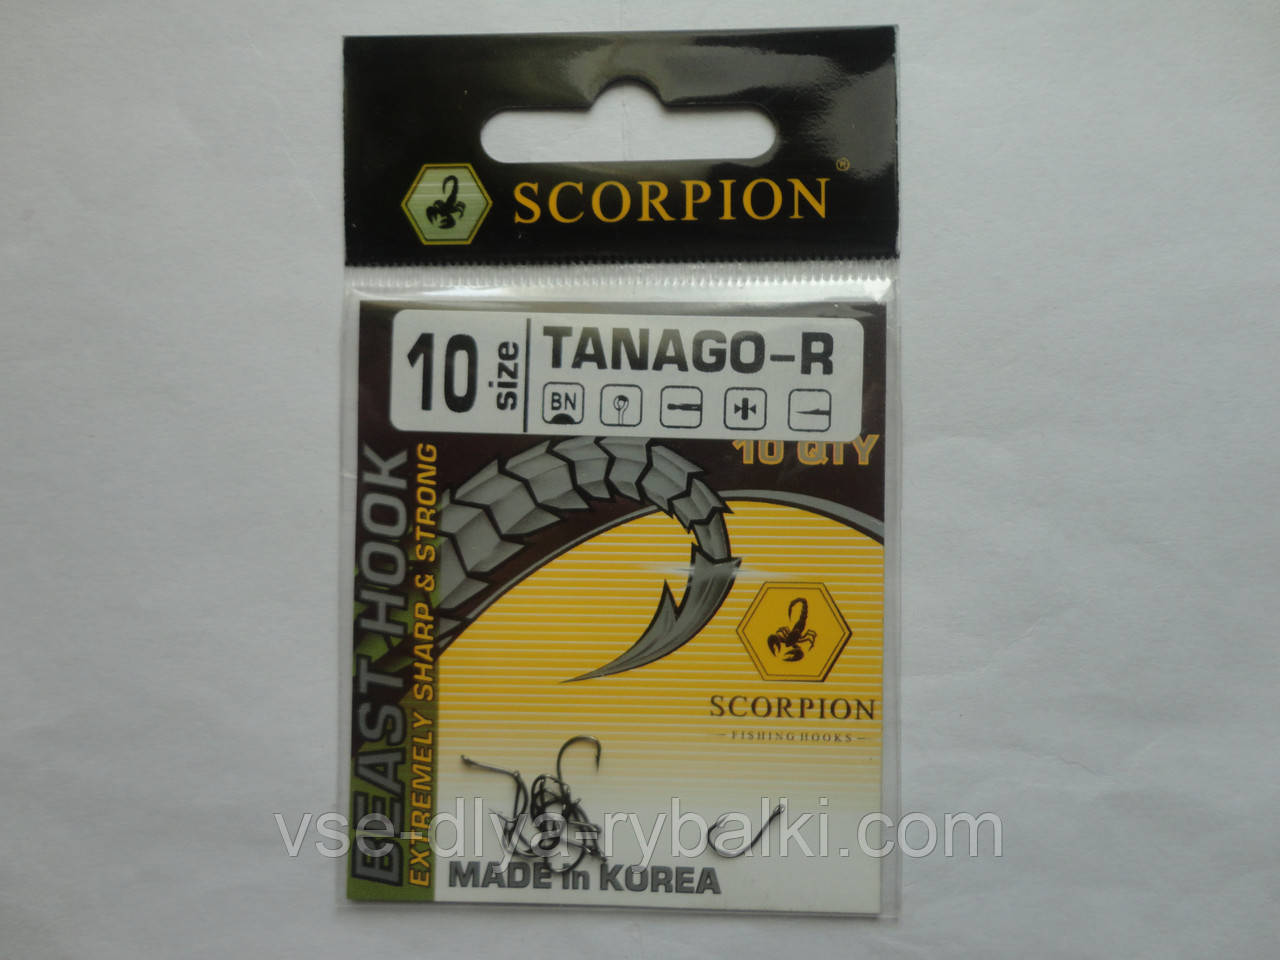 SCORPION®
10 size
TANAGO-R
BN
10 QTY
BEAST HOOK
EXTREMELY SHARP & STRONG
SCORPION
FISHING HOOKS
vse-dlya-rybalki.com
MADE in KOREA